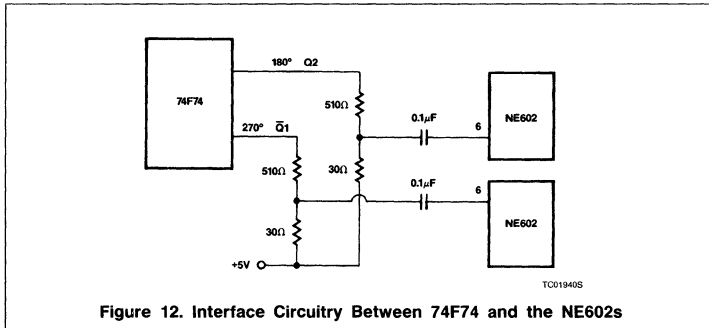 180° Q2
74F74
510Ω
0.1µF
6
NE602
270° Q̅1
510Ω
30Ω
0.1µF
6
NE602
30Ω
+5V
TC01940S
Figure 12. Interface Circuitry Between 74F74 and the NE602s